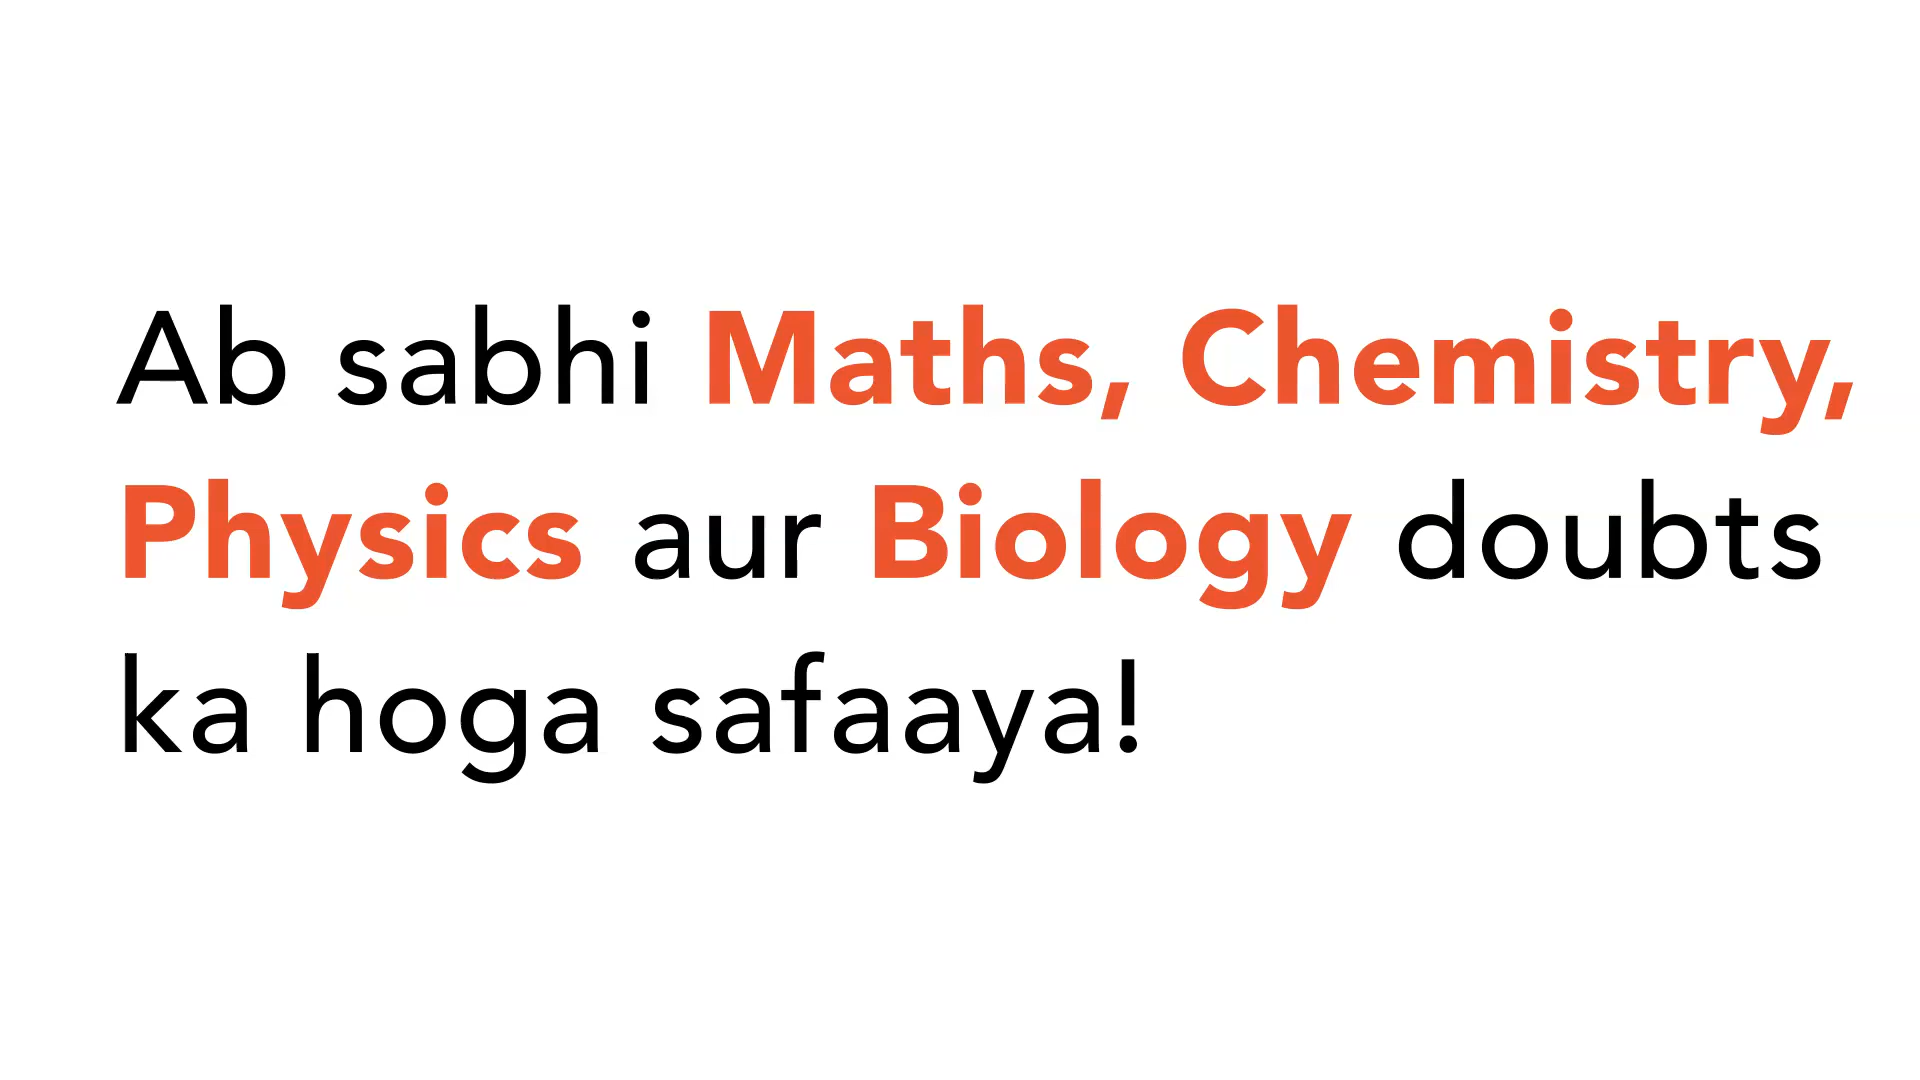 Ab sabhi Maths, Chemistry,
Physics aur Biology doubts
ka hoga safaaya!